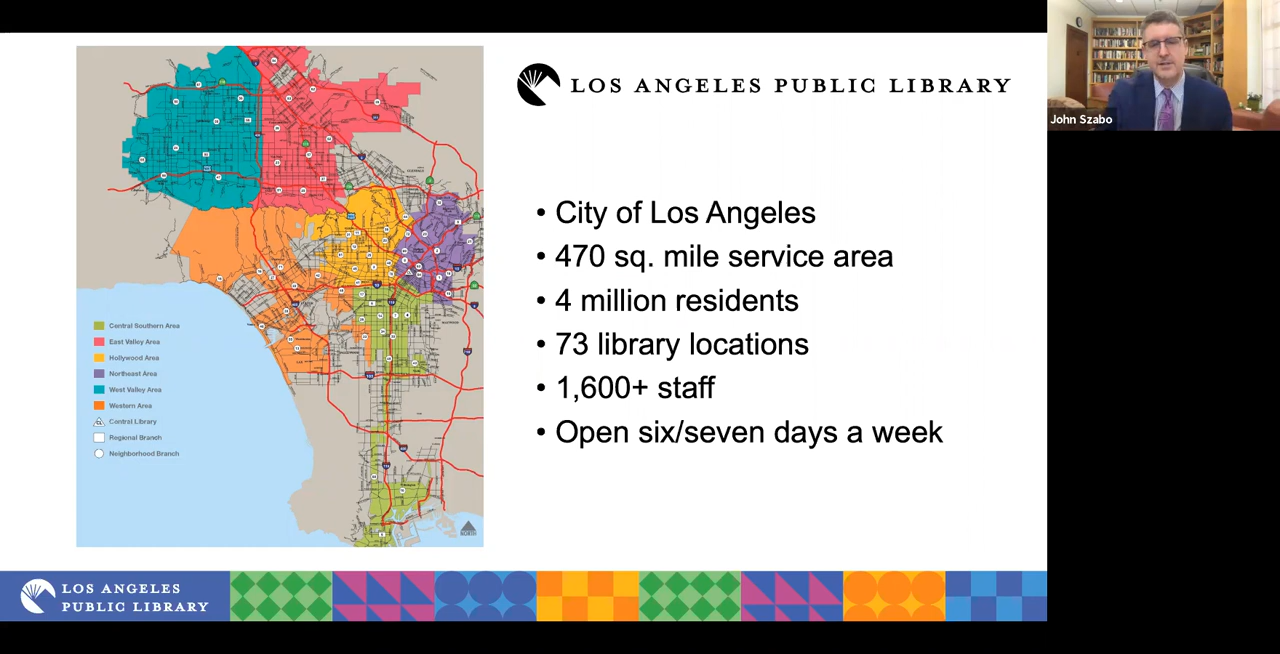 LOS ANGELES PUBLIC LIBRARY
John Szabo
• City of Los Angeles
• 470 sq. mile service area
• 4 million residents
• 73 library locations
• 1,600+ staff
• Open six/seven days a week
Central Southern Area
East Valley Area
Hollywood Area
Northeast Area
West Valley Area
Western Area
Central Library
Regional Branch
Neighborhood Branch
NORTH
LOS ANGELES
PUBLIC LIBRARY